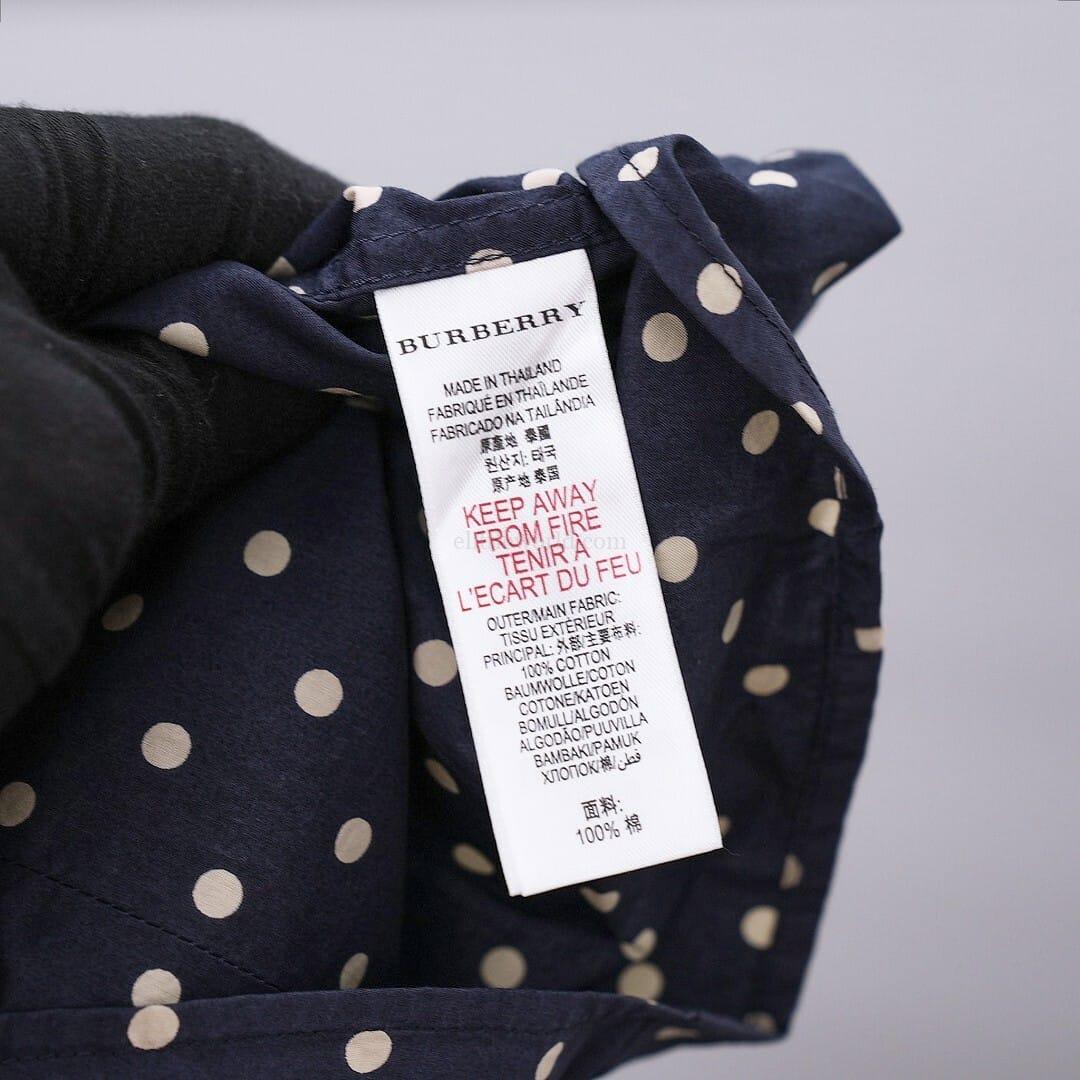 BURBERRY
MADE IN THAILAND
FABRIQUÉ EN THAÏLANDE
FABRICADO NA TAILÂNDIA
原產地 泰國
원산지: 태국
原产地 泰国
KEEP AWAY
FROM FIRE
TENIR À
L'ECART DU FEU
OUTER/MAIN FABRIC:
TISSU EXTÉRIEUR
PRINCIPAL: 外部/主要布料:
100% COTTON
BAUMWOLLE/COTON
COTONE/KATOEN
BOMULL/ALGODÓN
ALGODÃO/PUUVILLA
BAMBAKI/PAMUK
ХЛОПОК/棉/قطن
面料:
100% 棉